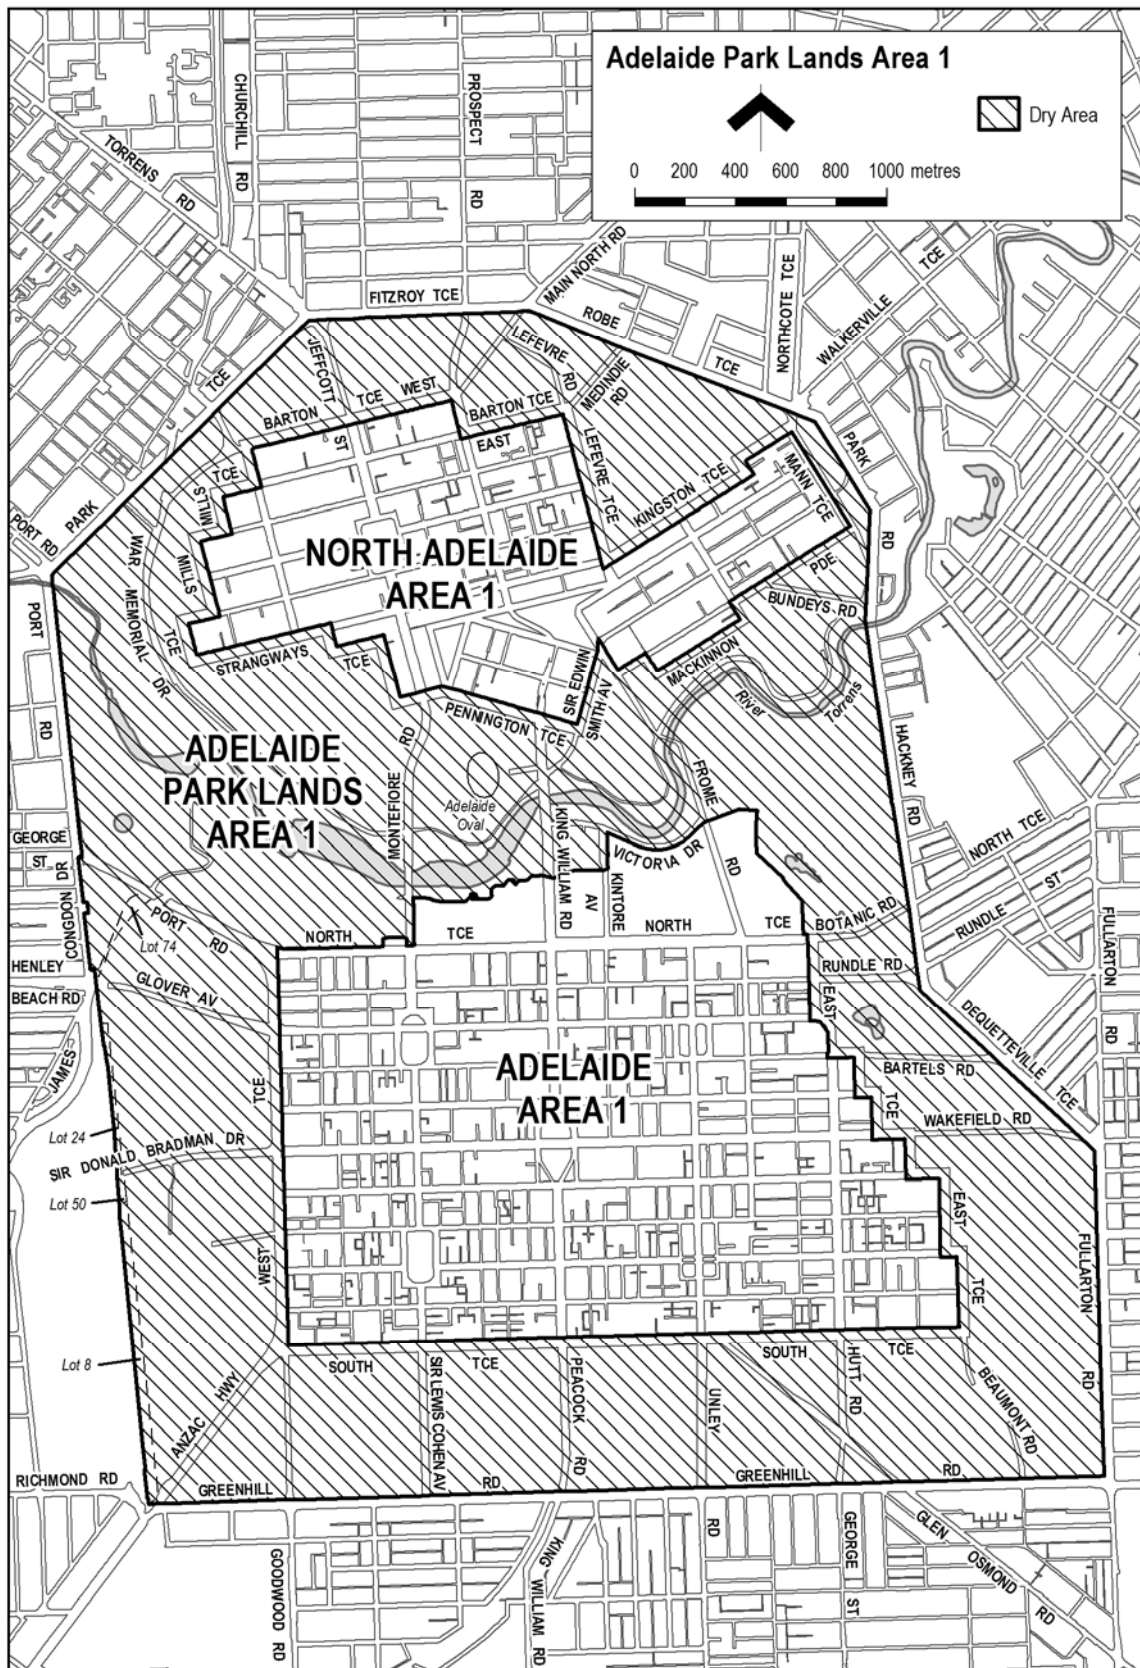 Adelaide Park Lands Area 1
Dry Area
0 200 400 600 800 1000 metres
CHURCHILL
RD
PROSPECT
RD
TORRENS
RD
MAIN NORTH RD
NORTHCOTE TCE
WALKERVILLE
TCE
FITZROY TCE
ROBE
TCE
JEFFCOTT
ST
LEFEVRE
RD
MEDINDIE
RD
TCE
BARTON TCE WEST
BARTON TCE
EAST
LEFEVRE TCE
KINGSTON TCE
MANN TCE
PARK
RD
PARK
PORT RD
MILLS
TCE
WAR
MEMORIAL
DR
MILLS
TCE
NORTH ADELAIDE
AREA 1
PDE
BUNDEYS RD
MACKINNON
STRANGWAYS
TCE
SIR EDWIN
SMITH AV
PENNINGTON TCE
River
Torrens
PORT
RD
ADELAIDE
PARK LANDS
AREA 1
MONTEFIORE
RD
Adelaide
Oval
FROME
RD
HACKNEY
RD
KING WILLIAM RD
VICTORIA DR
KINTORE
AV
NORTH TCE
GEORGE
ST
CONGDON
DR
PORT RD
Lot 74
NORTH TCE
NORTH TCE
BOTANIC RD
RUNDLE
ST
FULLARTON
RD
HENLEY
BEACH RD
GLOVER AV
RUNDLE RD
EAST
TCE
DEQUETTEVILLE
TCE
JAMES
ADELAIDE
AREA 1
BARTELS RD
WAKEFIELD RD
Lot 24
SIR DONALD BRADMAN DR
Lot 50
WEST
TCE
EAST
TCE
FULLARTON
RD
Lot 8
SOUTH TCE
SOUTH TCE
ANZAC HWY
SIR LEWIS COHEN AV
PEACOCK
RD
UNLEY
RD
HUTT RD
BEAUMONT RD
RICHMOND RD
GREENHILL RD
GREENHILL RD
GOODWOOD RD
KING
WILLIAM RD
GEORGE
ST
GLEN
OSMOND
RD